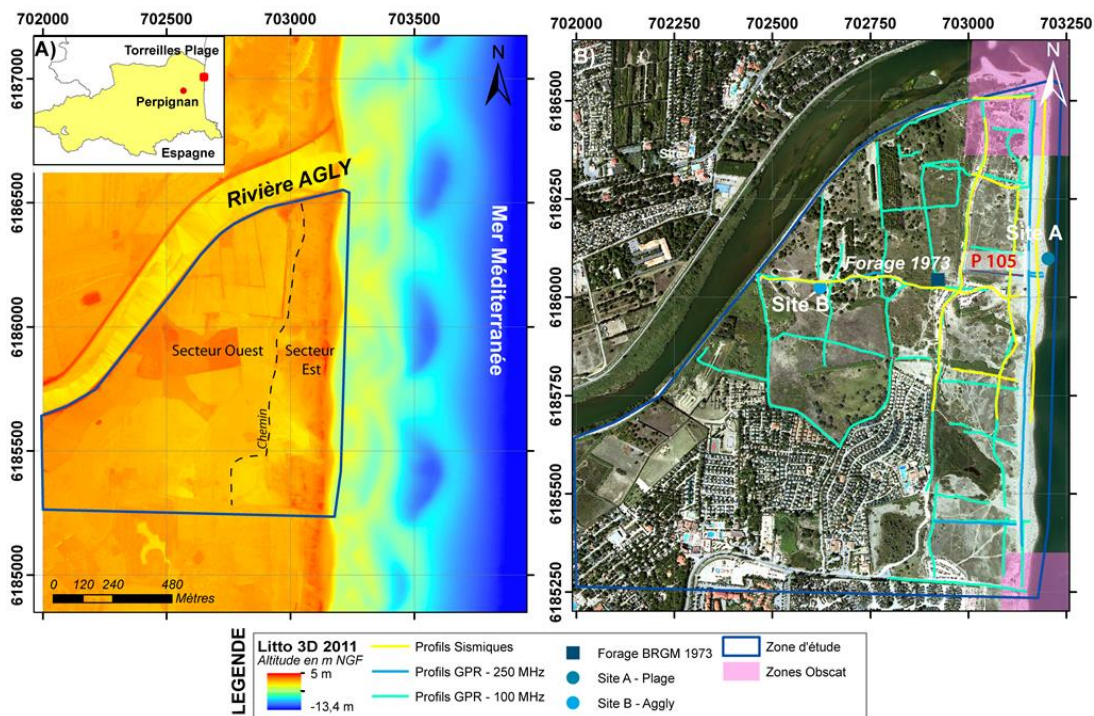 702000 702500 703000 703500
702000 702250 702500 702750 703000 703250
A)
Torreilles Plage
Perpignan
Espagne
N
6187000
6186500
6186000
6185500
6185000
Rivière AGLY
Mer Méditerranée
Secteur Ouest
Secteur
Est
Chemin
0 120 240 480
Mètres
B)
N
6186500
6186250
6186000
6185750
6185500
6185250
Site A
P 105
Forage 1973
Site B
LEGENDE
Litto 3D 2011
Altitude en m NGF
5 m
-13,4 m
Profils Sismiques
Profils GPR - 250 MHz
Profils GPR - 100 MHz
Forage BRGM 1973
Site A - Plage
Site B - Aggly
Zone d'étude
Zones Obscat